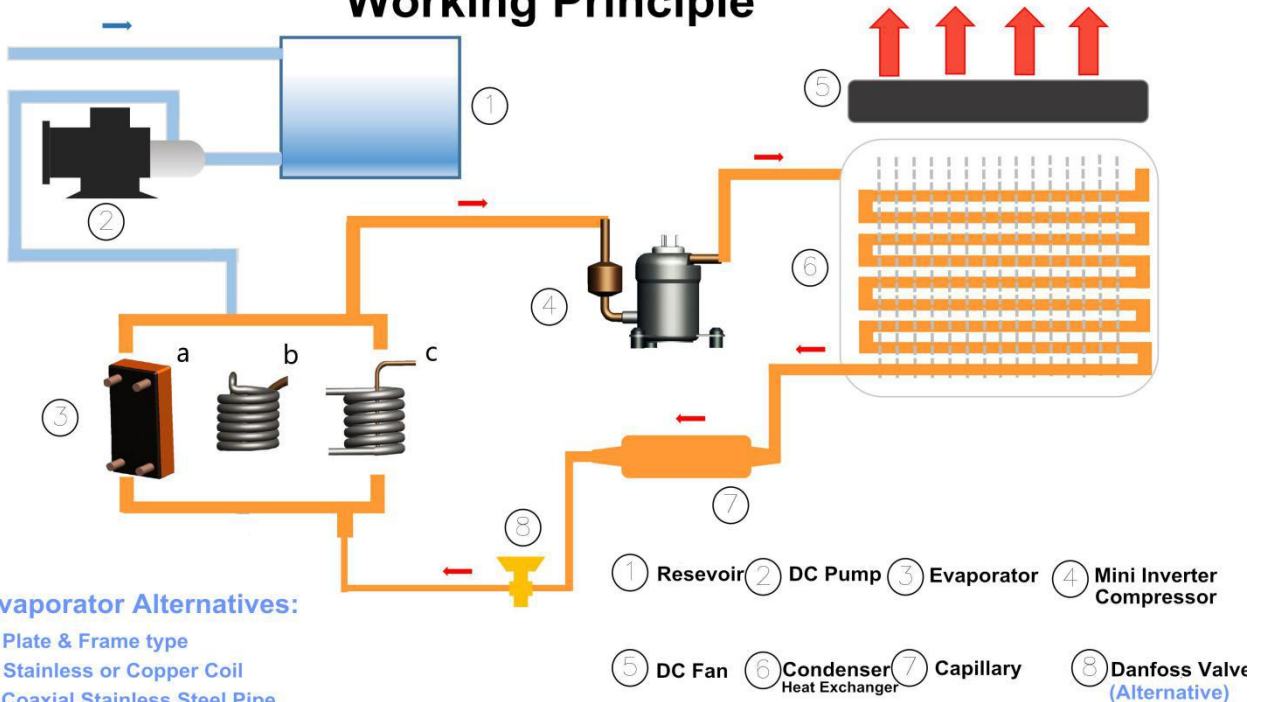 Working Principle
1
2
3
4
5
6
7
8
a
b
c
1 Resevoir 2 DC Pump 3 Evaporator 4 Mini Inverter
Compressor
5 DC Fan 6 Condenser 7 Capillary 8 Danfoss Valve
Heat Exchanger
(Alternative)
vaporator Alternatives:
Plate & Frame type
Stainless or Copper Coil
Coaxial Stainless Steel Pipe